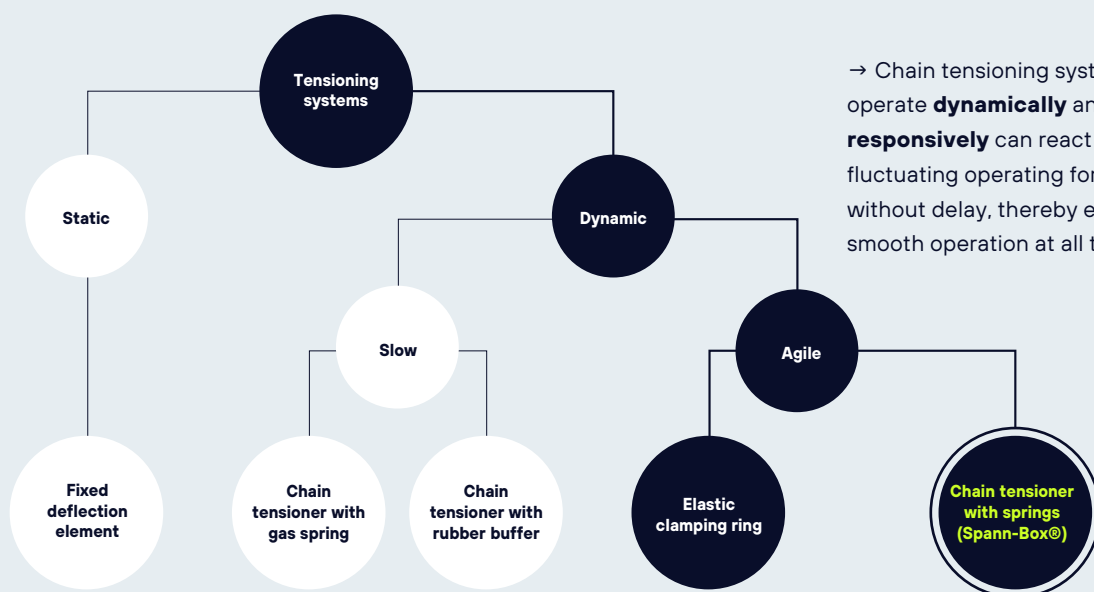 Tensioning
systems
→ Chain tensioning syst
operate dynamically an
responsively can react
fluctuating operating for
without delay, thereby e
smooth operation at all t
Static
Dynamic
Slow
Agile
Fixed
deflection
element
Chain
tensioner with
gas spring
Chain
tensioner with
rubber buffer
Elastic
clamping ring
Chain tensioner
with springs
(Spann-Box®)